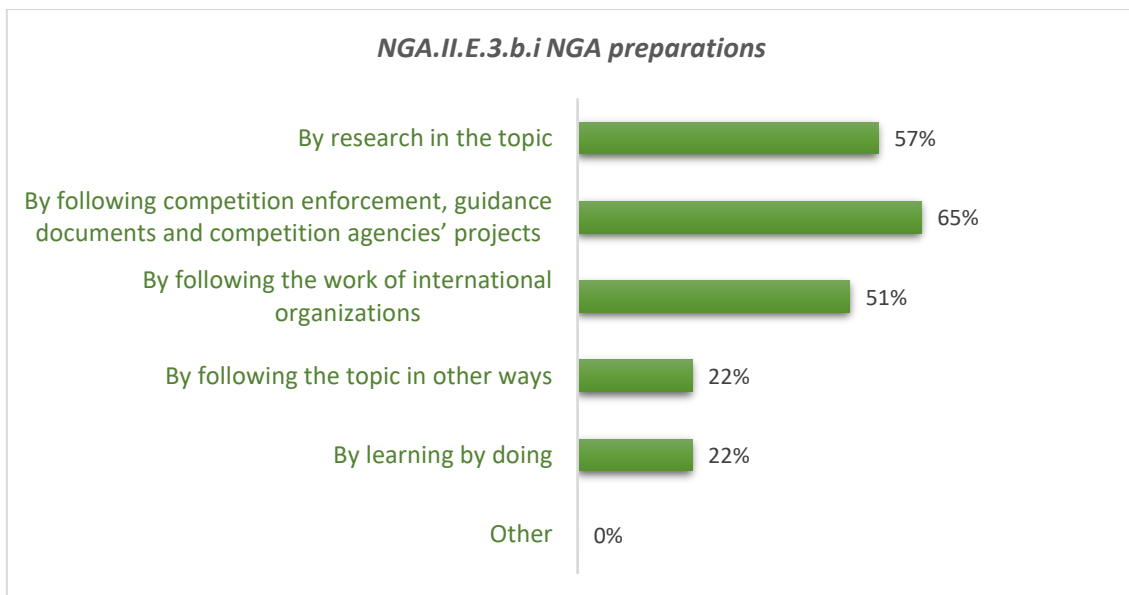 NGA.II.E.3.b.i NGA preparations
By research in the topic
57%
By following competition enforcement, guidance
documents and competition agencies’ projects
65%
By following the work of international
organizations
51%
By following the topic in other ways
22%
By learning by doing
22%
Other
0%